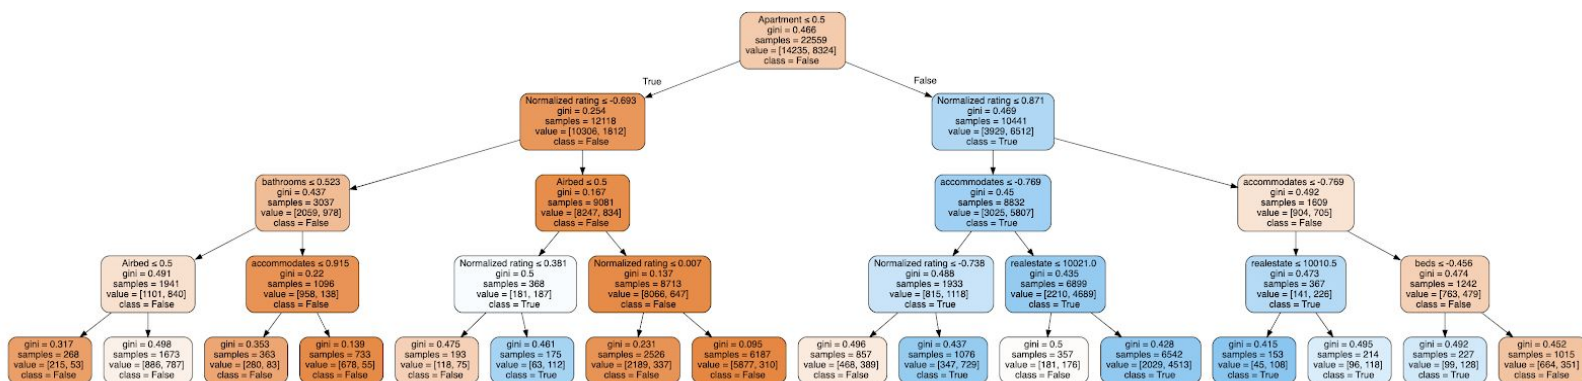 Apartment ≤ 0.5
gini = 0.466
samples = 22559
value = [14235, 8324]
class = False
True
False
Normalized rating ≤ -0.693
gini = 0.254
samples = 12118
value = [10306, 1812]
class = False
Normalized rating ≤ 0.871
gini = 0.469
samples = 10441
value = [3929, 6512]
class = True
bathrooms ≤ 0.523
gini = 0.437
samples = 3037
value = [2059, 978]
class = False
Airbed ≤ 0.5
gini = 0.167
samples = 9081
value = [8247, 834]
class = False
accommodates ≤ -0.769
gini = 0.45
samples = 8832
value = [3025, 5807]
class = True
accommodates ≤ -0.769
gini = 0.492
samples = 1609
value = [904, 705]
class = False
Airbed ≤ 0.5
gini = 0.491
samples = 1941
value = [1101, 840]
class = False
accommodates ≤ 0.915
gini = 0.22
samples = 1096
value = [958, 138]
class = False
Normalized rating ≤ 0.381
gini = 0.5
samples = 368
value = [181, 187]
class = True
Normalized rating ≤ 0.007
gini = 0.137
samples = 8713
value = [8066, 647]
class = False
Normalized rating ≤ -0.738
gini = 0.488
samples = 1933
value = [815, 1118]
class = True
realestate ≤ 10021.0
gini = 0.435
samples = 6899
value = [2210, 4689]
class = True
realestate ≤ 10010.5
gini = 0.473
samples = 367
value = [141, 226]
class = True
beds ≤ -0.456
gini = 0.474
samples = 1242
value = [763, 479]
class = False
gini = 0.317
samples = 268
value = [215, 53]
class = False
gini = 0.498
samples = 1673
value = [886, 787]
class = False
gini = 0.353
samples = 363
value = [280, 83]
class = False
gini = 0.139
samples = 733
value = [678, 55]
class = False
gini = 0.475
samples = 193
value = [118, 75]
class = False
gini = 0.461
samples = 175
value = [63, 112]
class = True
gini = 0.231
samples = 2526
value = [2189, 337]
class = False
gini = 0.095
samples = 6187
value = [5877, 310]
class = False
gini = 0.496
samples = 857
value = [468, 389]
class = False
gini = 0.437
samples = 1076
value = [347, 729]
class = True
gini = 0.5
samples = 357
value = [181, 176]
class = False
gini = 0.428
samples = 6542
value = [2029, 4513]
class = True
gini = 0.415
samples = 153
value = [45, 108]
class = True
gini = 0.495
samples = 214
value = [96, 118]
class = True
gini = 0.492
samples = 227
value = [99, 128]
class = True
gini = 0.452
samples = 1015
value = [664, 351]
class = False